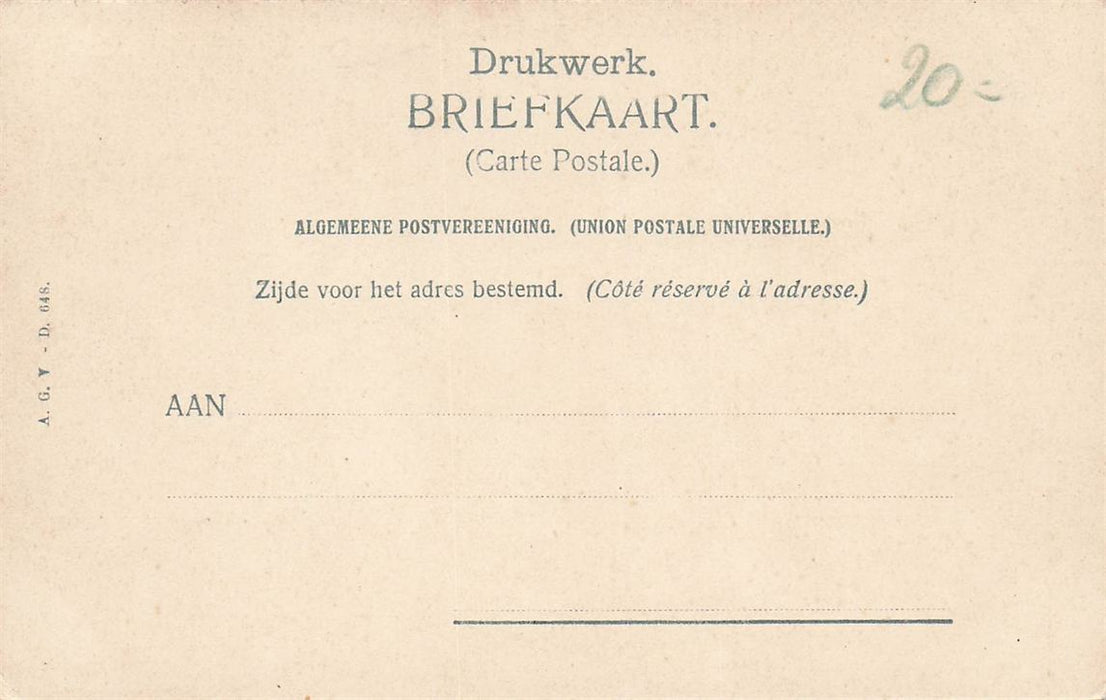 Drukwerk.
20=
BRIEFKAART.
(Carte Postale.)
ALGEMEENE POSTVEREENIGING. (UNION POSTALE UNIVERSELLE.)
Zijde voor het adres bestemd. (Côté réservé à l'adresse.)
A. G. V - D. 648.
AAN